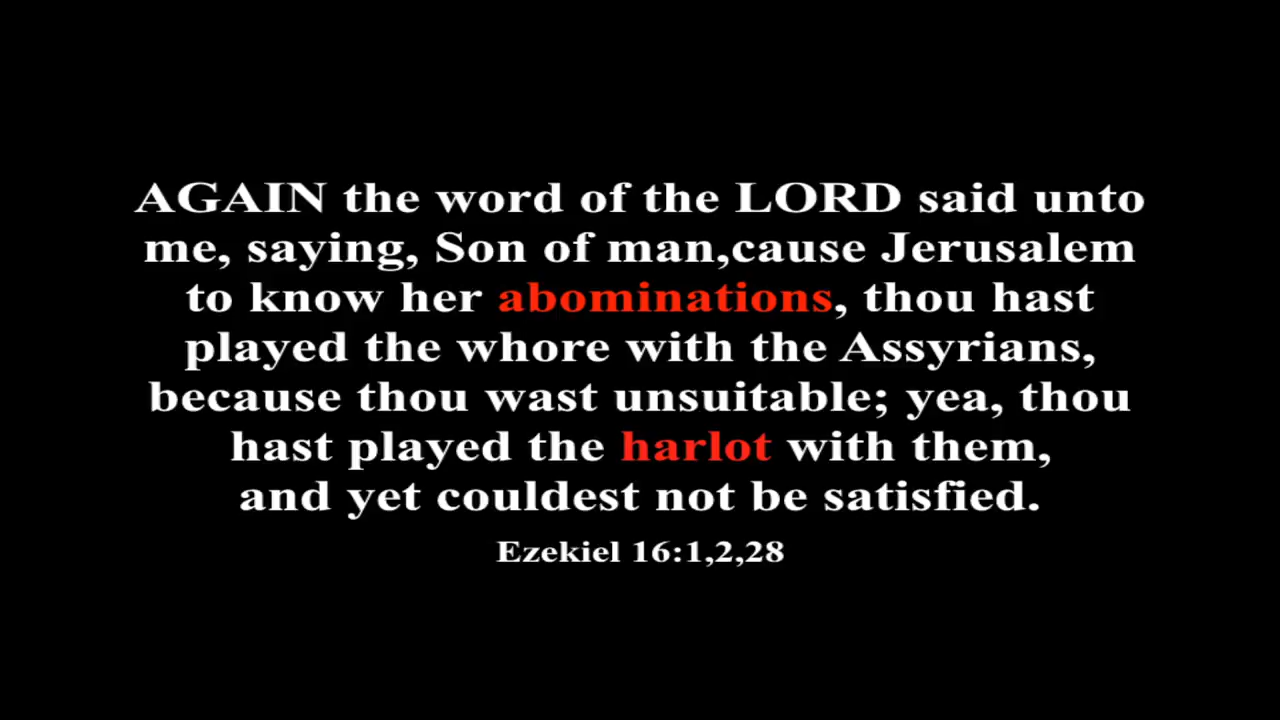 AGAIN the word of the LORD said unto
me, saying, Son of man,cause Jerusalem
to know her abominations, thou hast
played the whore with the Assyrians,
because thou wast unsuitable; yea, thou
hast played the harlot with them,
and yet couldest not be satisfied.
Ezekiel 16:1,2,28